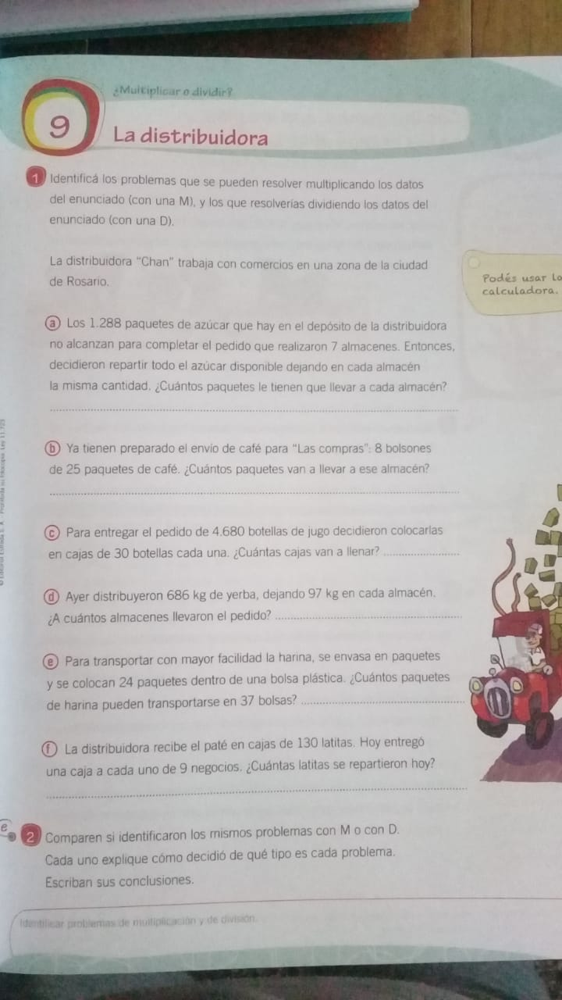 ¿Multiplicar o dividir?
9
La distribuidora
1 Identificá los problemas que se pueden resolver multiplicando los datos
del enunciado (con una M), y los que resolverías dividiendo los datos del
enunciado (con una D).
La distribuidora "Chan" trabaja con comercios en una zona de la ciudad
de Rosario.
Podés usar la
calculadora.
a Los 1.288 paquetes de azúcar que hay en el depósito de la distribuidora
no alcanzan para completar el pedido que realizaron 7 almacenes. Entonces,
decidieron repartir todo el azúcar disponible dejando en cada almacén
la misma cantidad. ¿Cuántos paquetes le tienen que llevar a cada almacén?
b Ya tienen preparado el envío de café para "Las compras": 8 bolsones
de 25 paquetes de café. ¿Cuántos paquetes van a llevar a ese almacén?
c Para entregar el pedido de 4.680 botellas de jugo decidieron colocarlas
en cajas de 30 botellas cada una. ¿Cuántas cajas van a llenar?
d Ayer distribuyeron 686 kg de yerba, dejando 97 kg en cada almacén.
¿A cuántos almacenes llevaron el pedido?
e Para transportar con mayor facilidad la harina, se envasa en paquetes
y se colocan 24 paquetes dentro de una bolsa plástica. ¿Cuántos paquetes
de harina pueden transportarse en 37 bolsas?
f La distribuidora recibe el paté en cajas de 130 latitas. Hoy entregó
una caja a cada uno de 9 negocios. ¿Cuántas latitas se repartieron hoy?
e
2 Comparen si identificaron los mismos problemas con M o con D.
Cada uno explique cómo decidió de qué tipo es cada problema.
Escriban sus conclusiones.
Identificar problemas de multiplicación y de división.
© Editorial Estrada S. A. - Prohibida su fotocopia. Ley 11.723